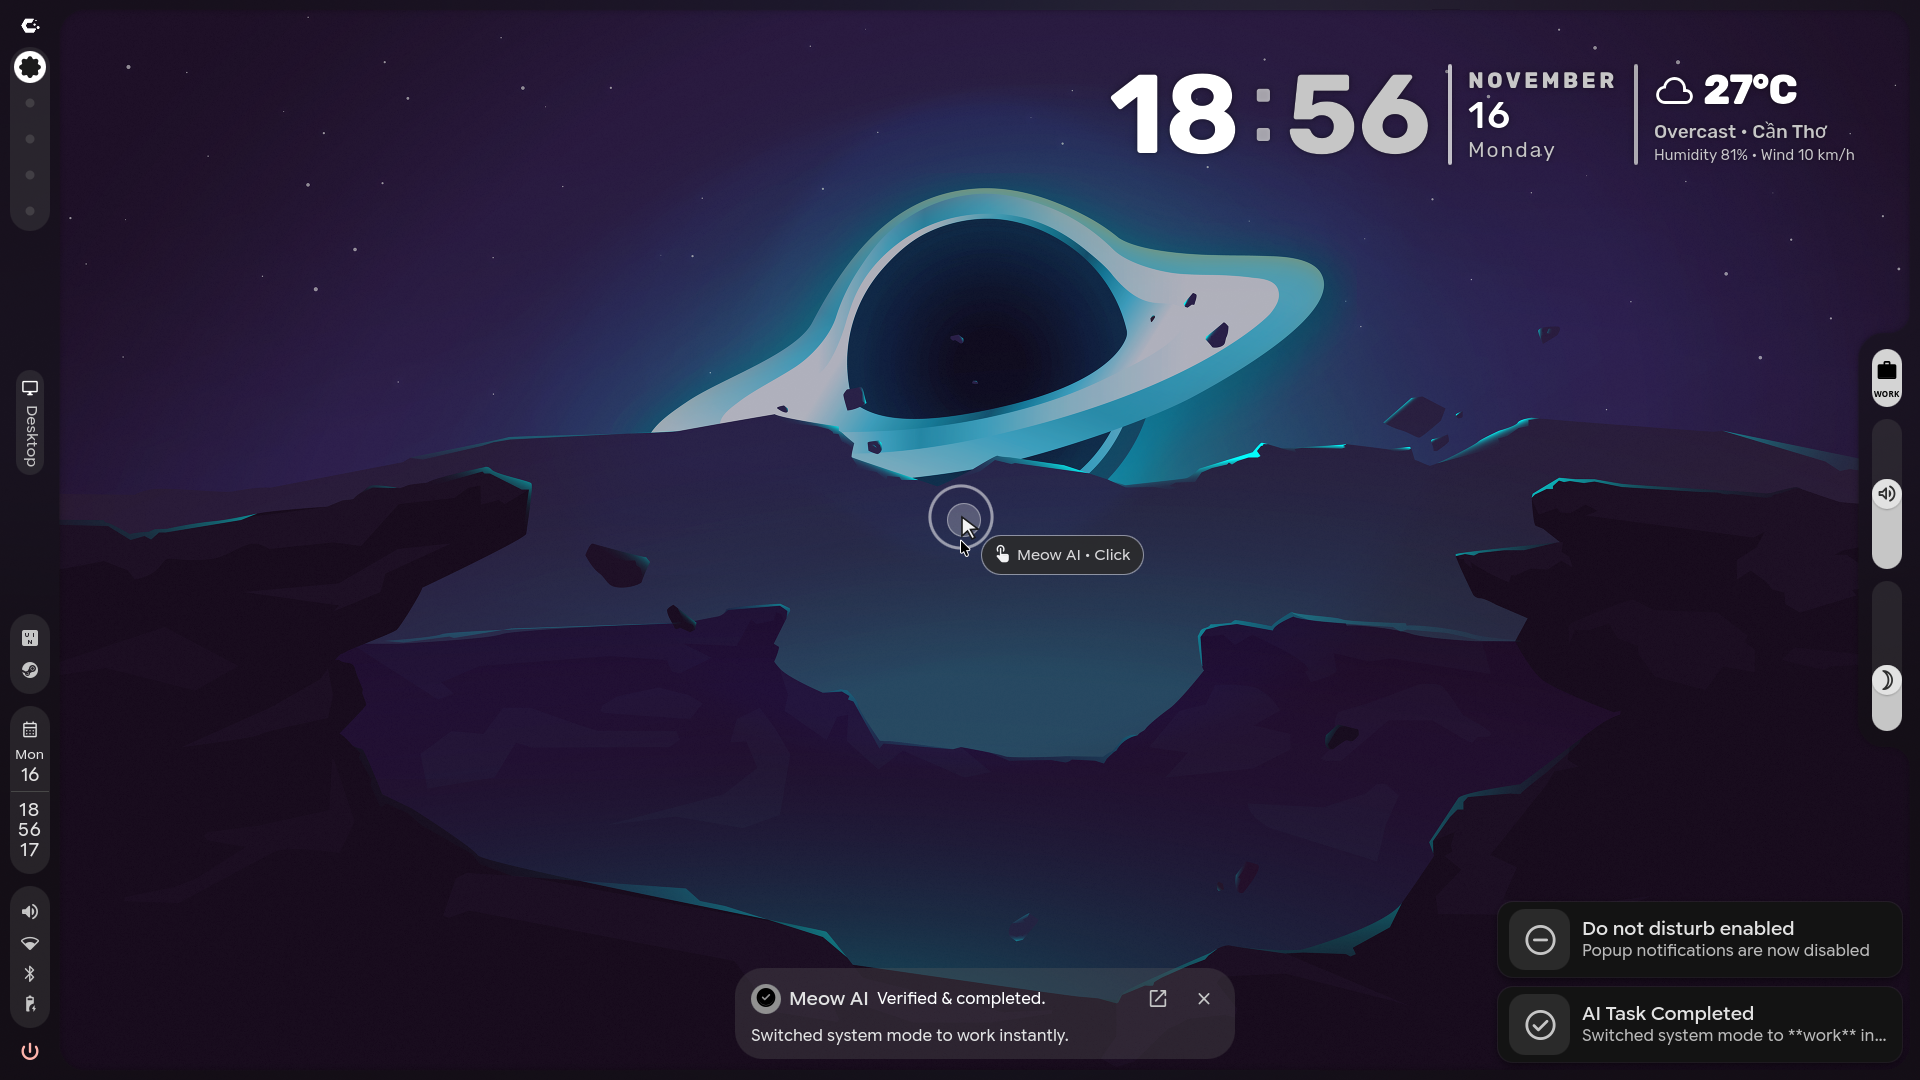 18:56
NOVEMBER
16
Monday
27°C
Overcast • Cần Thơ
Humidity 81% • Wind 10 km/h
Desktop
WORK
Meow AI • Click
Mon
16
18
56
17
Meow AI Verified & completed.
Switched system mode to work instantly.
Do not disturb enabled
Popup notifications are now disabled
AI Task Completed
Switched system mode to **work** in...